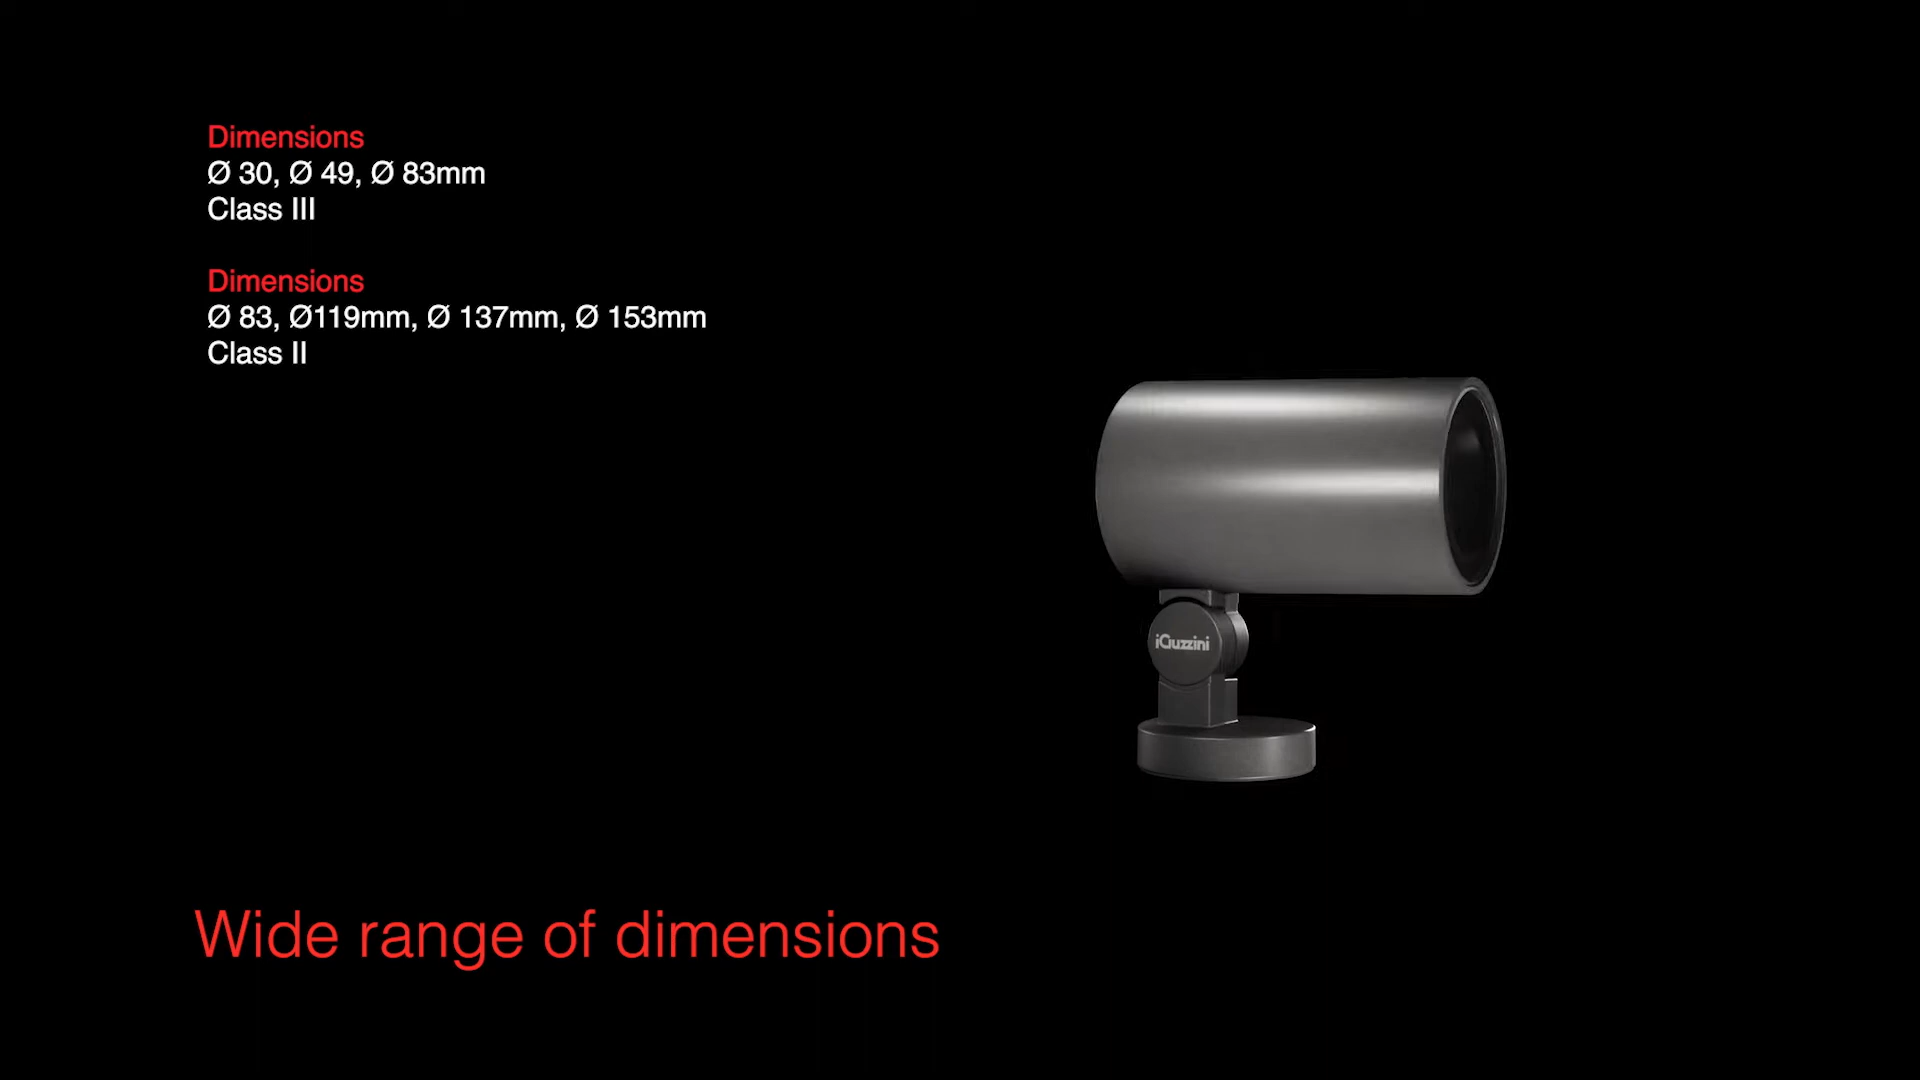 Dimensions
Ø 30, Ø 49, Ø 83mm
Class III
Dimensions
Ø 83, Ø119mm, Ø 137mm, Ø 153mm
Class II
iGuzzini
Wide range of dimensions